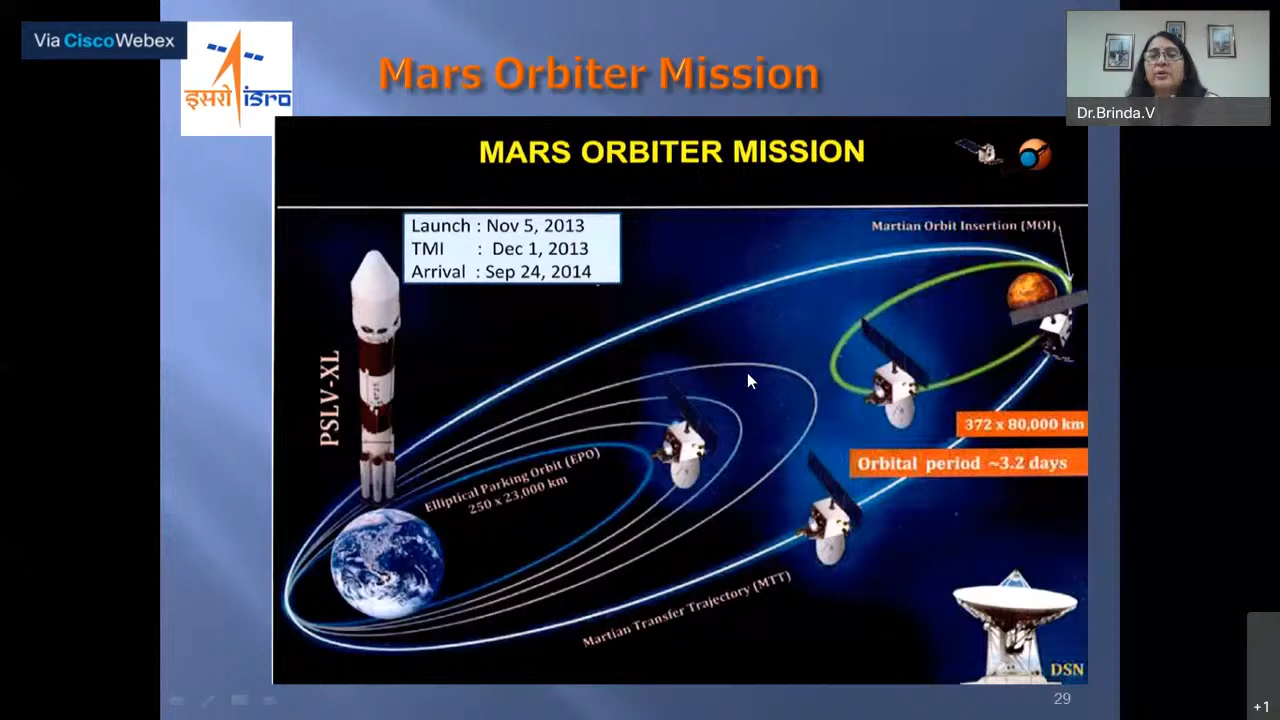 Via CiscoWebex
इसरो isro
Mars Orbiter Mission
Dr.Brinda.V
MARS ORBITER MISSION
Launch : Nov 5, 2013
TMI : Dec 1, 2013
Arrival : Sep 24, 2014
Martian Orbit Insertion (MOI)
PSLV-XL
372 x 80,000 km
Orbital period ~3.2 days
Elliptical Parking Orbit (EPO)
250 x 23,000 km
Martian Transfer Trajectory (MTT)
DSN
29
+1